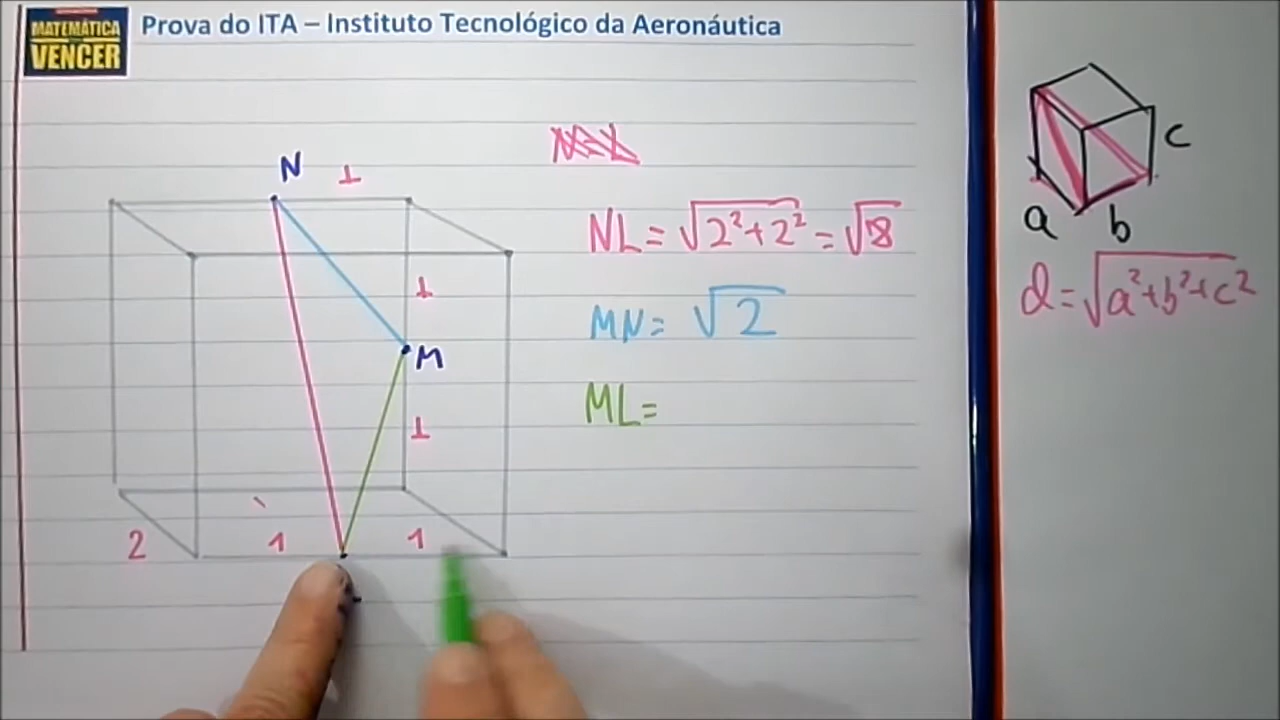 MATEMÁTICA
VENCER
Prova do ITA – Instituto Tecnológico da Aeronáutica
N
1
NL = √2²+2² = √8
1
MN = √2
M
ML =
1
2
1
1
c
a
b
d = √a²+b²+c²